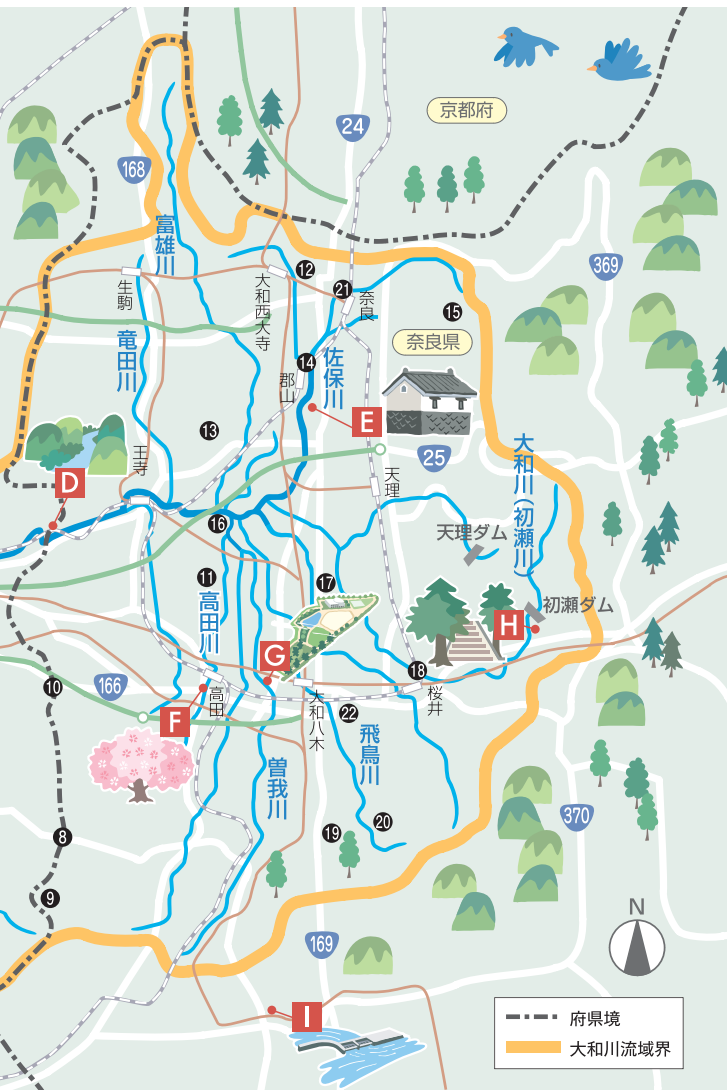 京都府
24
168
富雄川
369
12
大和西大寺
21
奈良
生駒
15
竜田川
奈良県
14
佐保川
郡山
E
13
25
大和川(初瀬川)
王寺
D
天理
16
天理ダム
11
17
高田川
初瀬ダム
H
G
18
10
166
高田
大和八木
桜井
F
22
飛鳥川
曽我川
370
8
19
20
9
N
169
I
府県境
大和川流域界